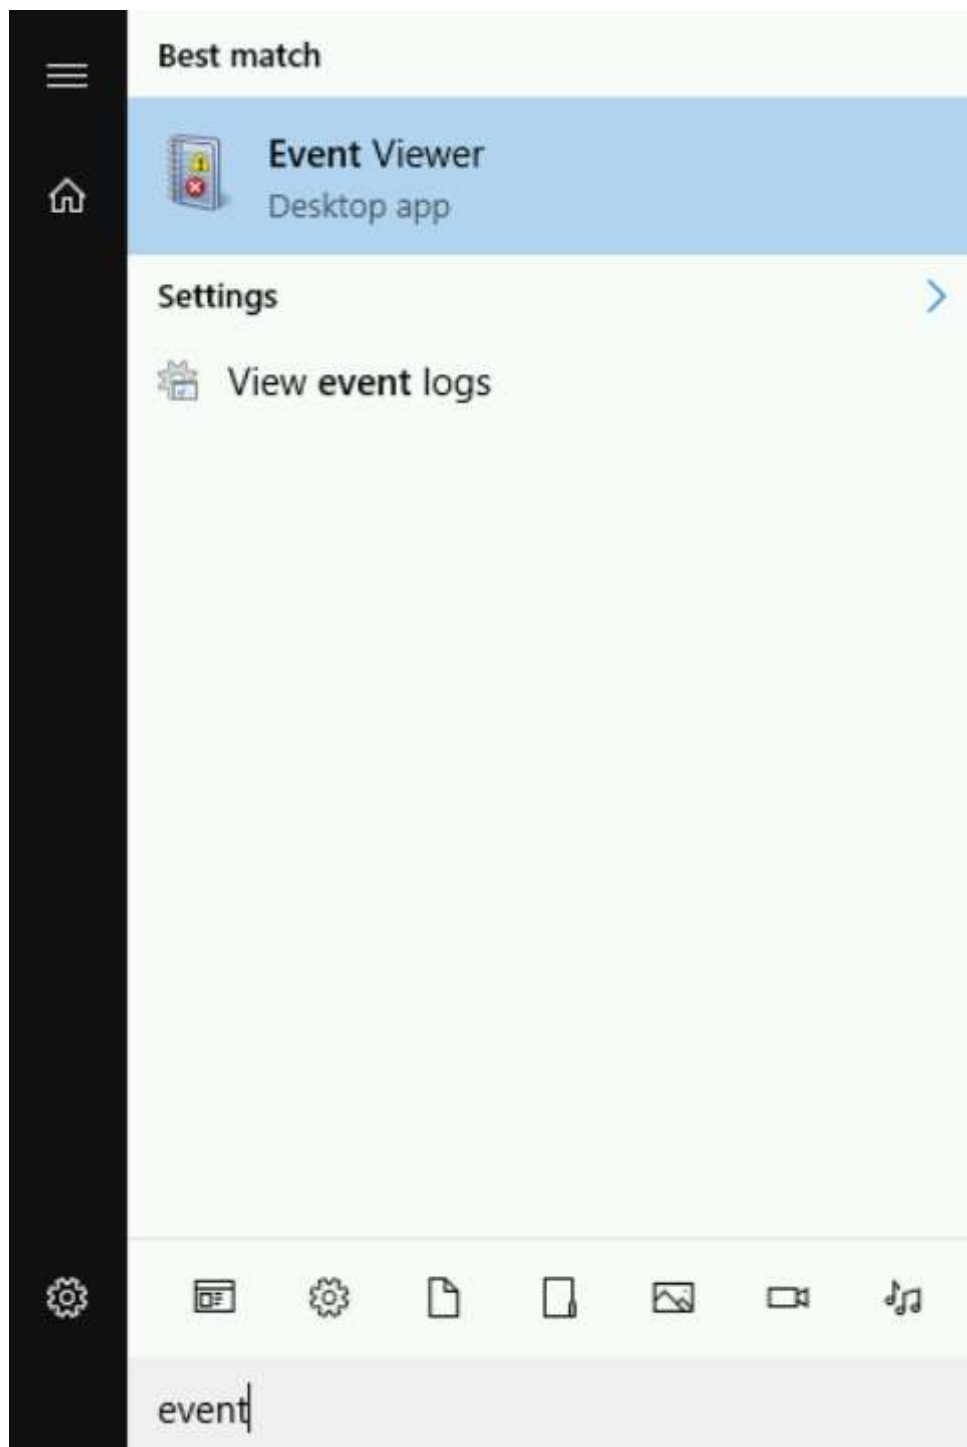 Best match
Event Viewer
Desktop app
Settings
View event logs
event